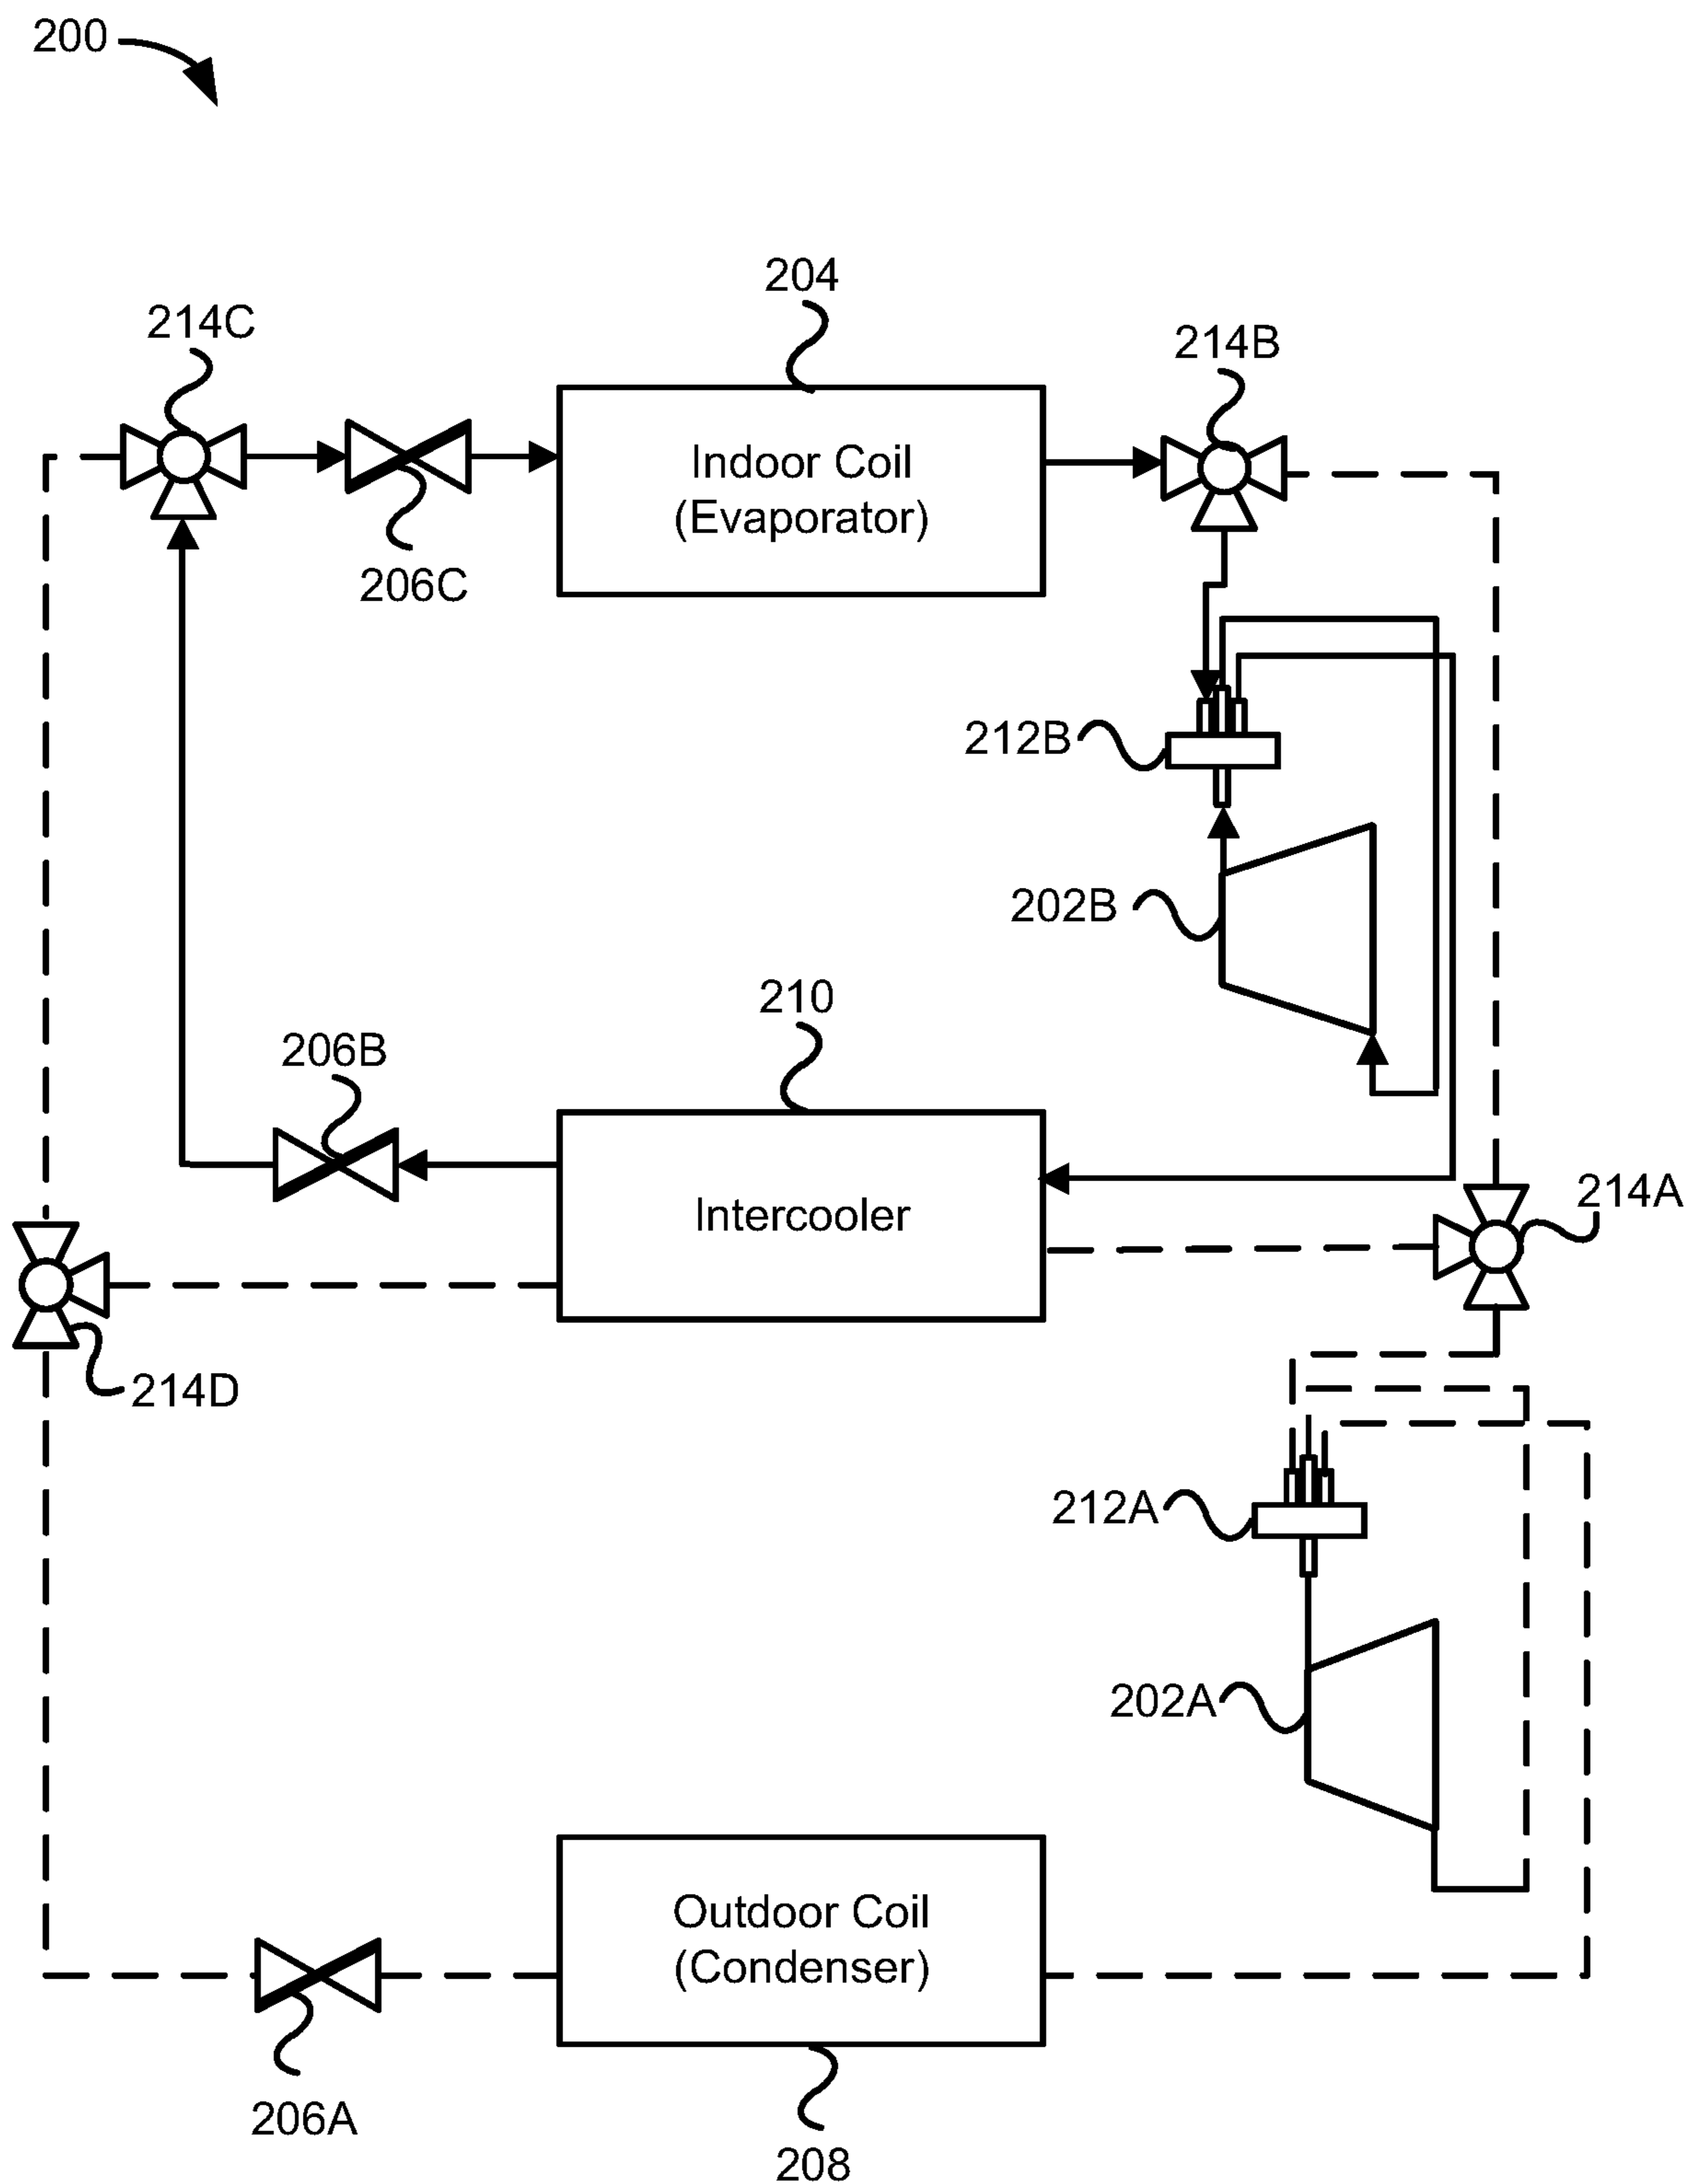 200
204
214C
214B
Indoor Coil
(Evaporator)
206C
212B
202B
210
206B
214A
Intercooler
214D
212A
202A
Outdoor Coil
(Condenser)
206A
208